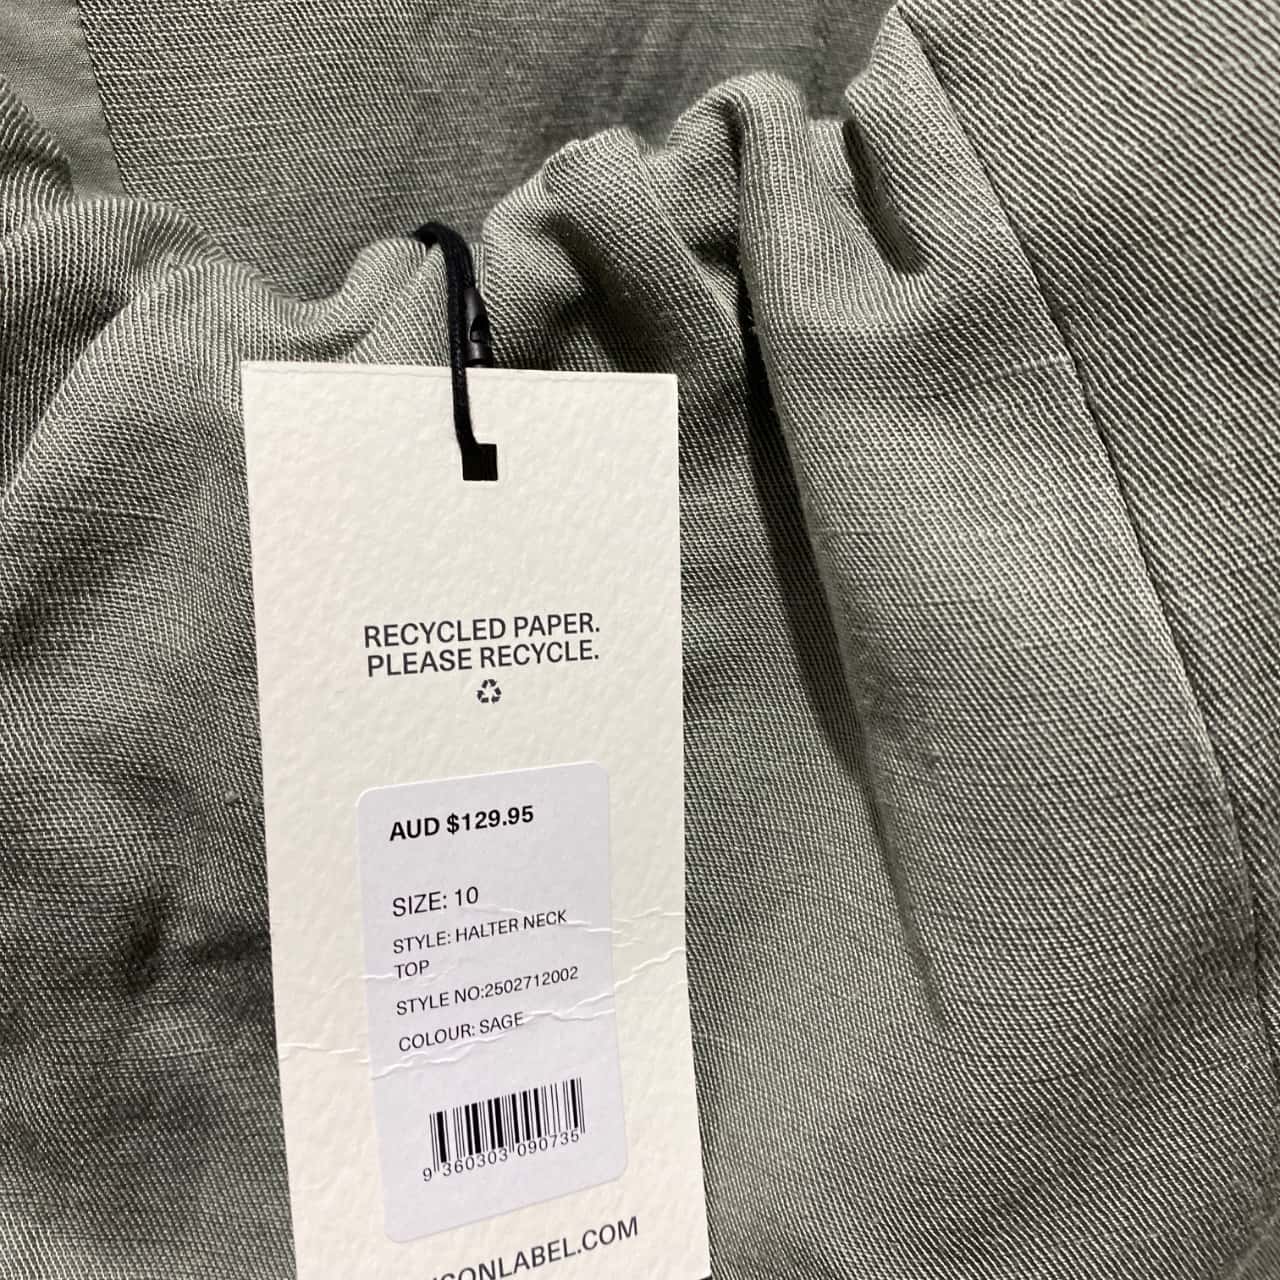 RECYCLED PAPER.
PLEASE RECYCLE.
AUD $129.95
SIZE: 10
STYLE: HALTER NECK
TOP
STYLE NO:2502712002
COLOUR: SAGE
9 360303 090735